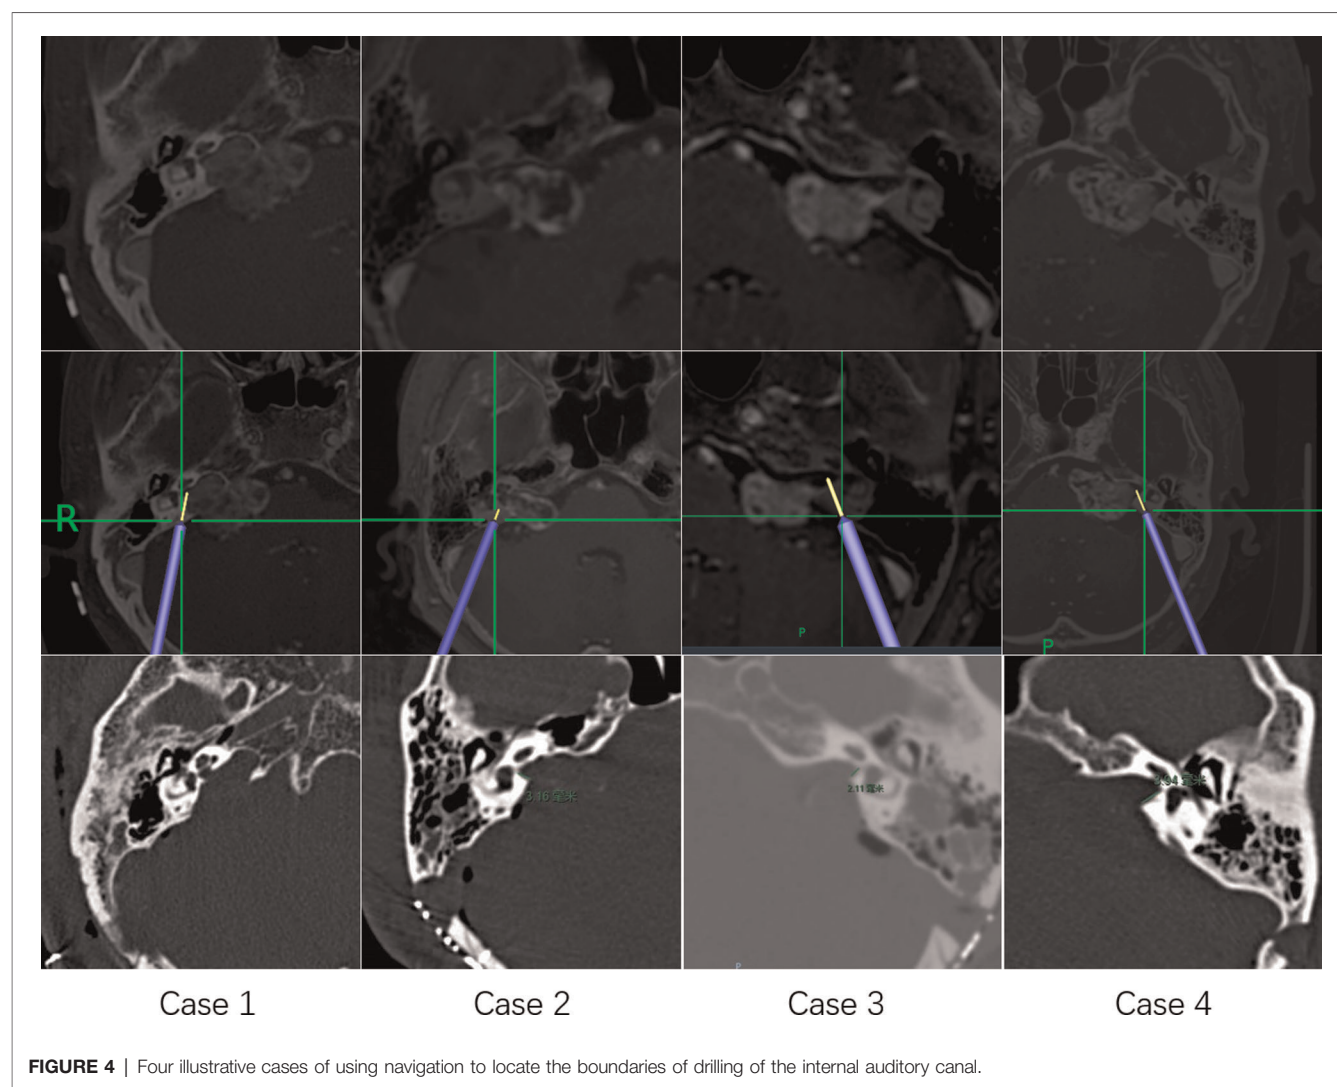 R
P
P
3.16 毫米
2.11 毫米
P
Case 1
Case 2
Case 3
Case 4
FIGURE 4 | Four illustrative cases of using navigation to locate the boundaries of drilling of the internal auditory canal.